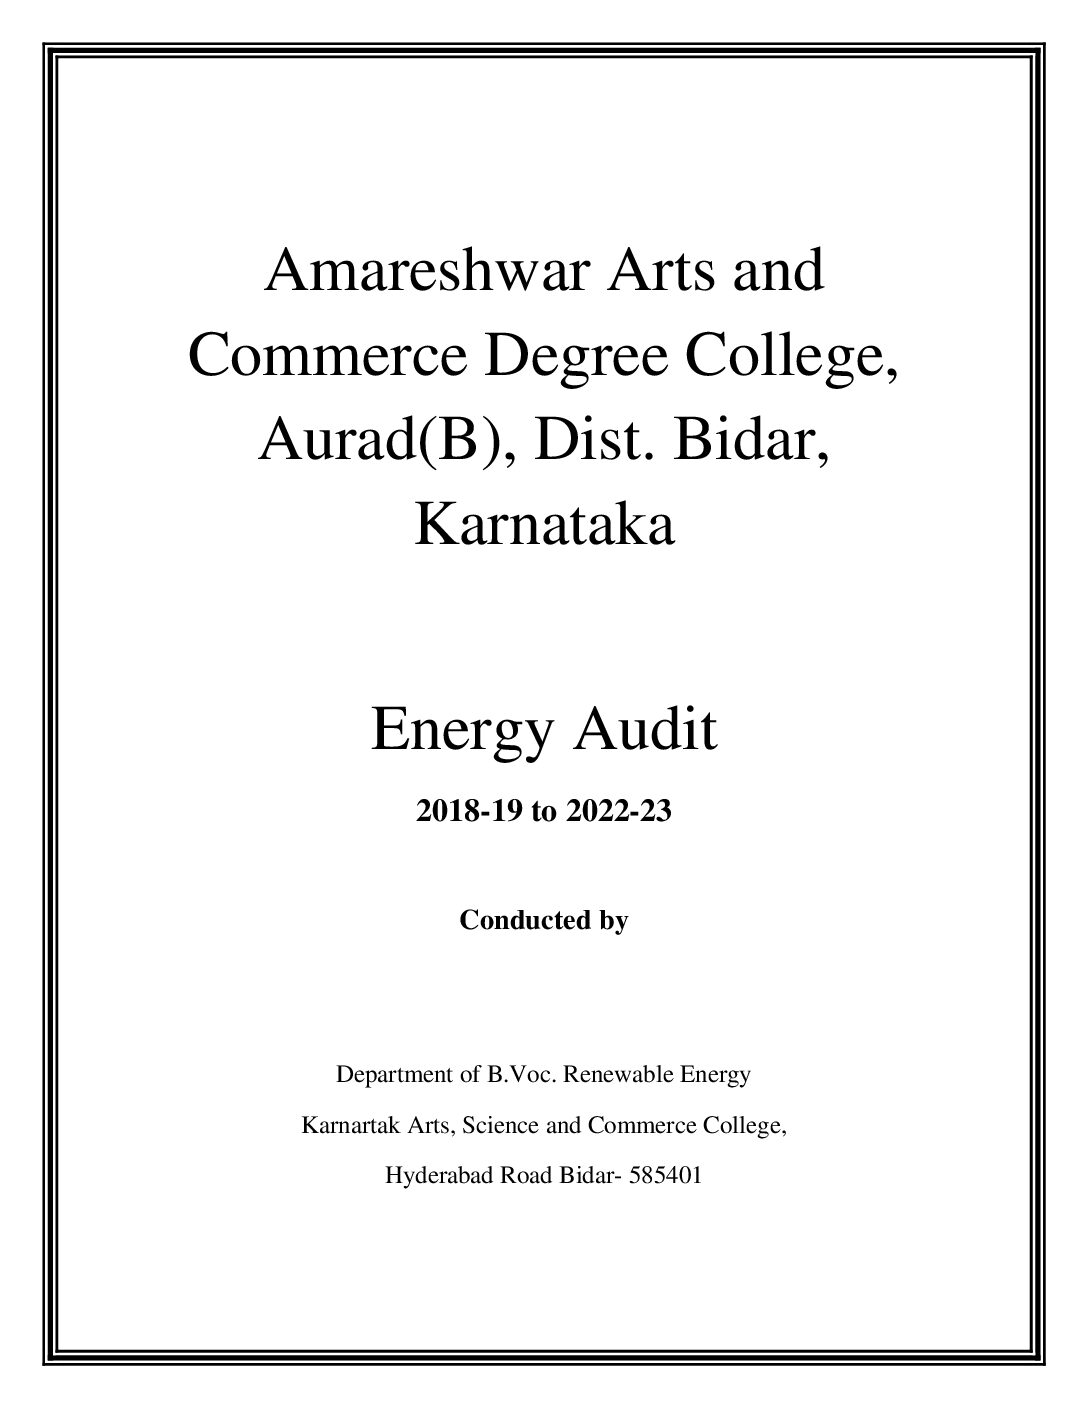 Amareshwar Arts and
Commerce Degree College,
Aurad(B), Dist. Bidar,
Karnataka
Energy Audit
2018-19 to 2022-23
Conducted by
Department of B.Voc. Renewable Energy
Karnartak Arts, Science and Commerce College,
Hyderabad Road Bidar- 585401